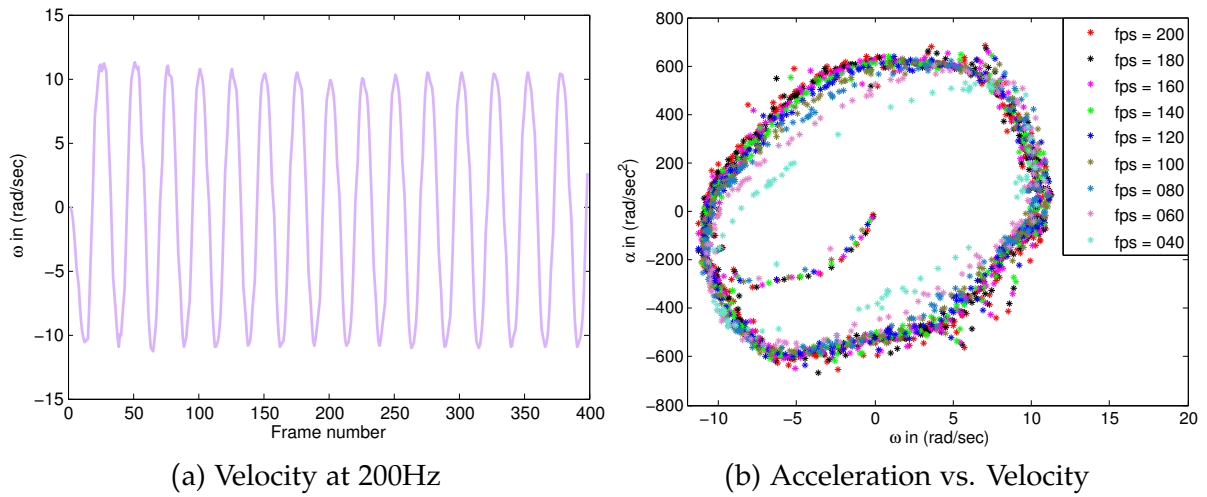 15
10
5
0
−5
−10
−15
0 50 100 150 200 250 300 350 400
ω in (rad/sec)
Frame number
(a) Velocity at 200Hz
800
600
400
200
0
−200
−400
−600
−800
−10 −5 0 5 10 15 20
α in (rad/sec²)
ω in (rad/sec)
fps = 200
fps = 180
fps = 160
fps = 140
fps = 120
fps = 100
fps = 080
fps = 060
fps = 040
(b) Acceleration vs. Velocity